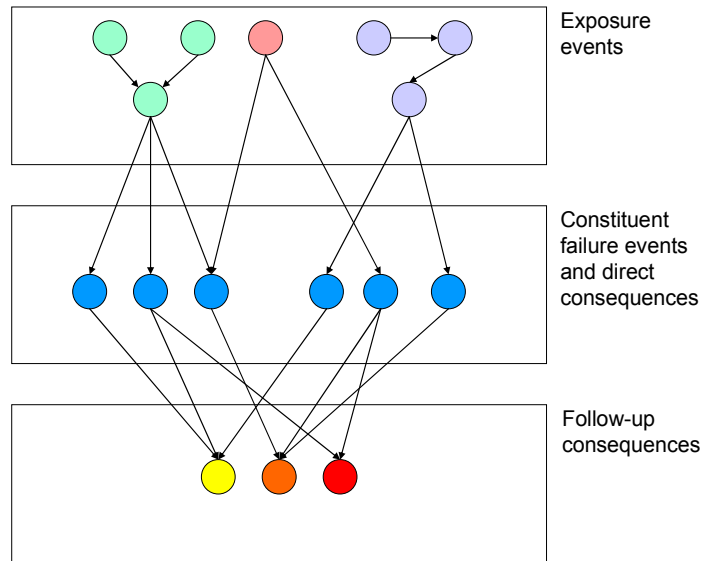 Exposure
events
Constituent
failure events
and direct
consequences
Follow-up
consequences